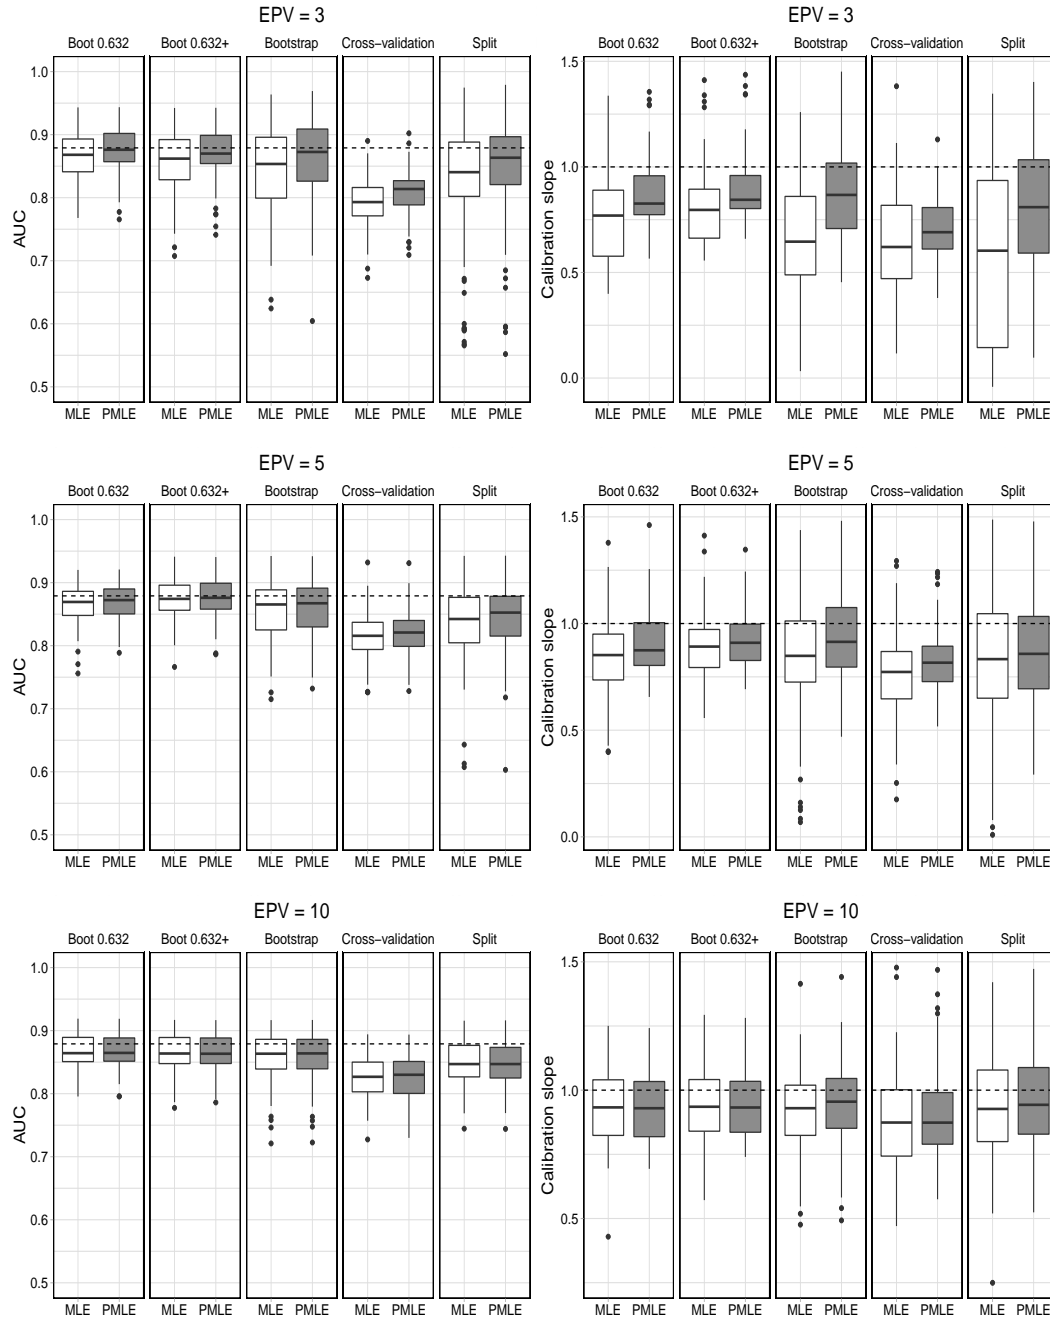 EPV = 3
Boot 0.632 Boot 0.632+ Bootstrap Cross−validation Split
AUC
1.0
0.9
0.8
0.7
0.6
0.5
MLE PMLE MLE PMLE MLE PMLE MLE PMLE MLE PMLE
EPV = 3
Boot 0.632 Boot 0.632+ Bootstrap Cross−validation Split
Calibration slope
1.5
1.0
0.5
0.0
MLE PMLE MLE PMLE MLE PMLE MLE PMLE MLE PMLE
EPV = 5
Boot 0.632 Boot 0.632+ Bootstrap Cross−validation Split
AUC
1.0
0.9
0.8
0.7
0.6
0.5
MLE PMLE MLE PMLE MLE PMLE MLE PMLE MLE PMLE
EPV = 5
Boot 0.632 Boot 0.632+ Bootstrap Cross−validation Split
Calibration slope
1.5
1.0
0.5
0.0
MLE PMLE MLE PMLE MLE PMLE MLE PMLE MLE PMLE
EPV = 10
Boot 0.632 Boot 0.632+ Bootstrap Cross−validation Split
AUC
1.0
0.9
0.8
0.7
0.6
0.5
MLE PMLE MLE PMLE MLE PMLE MLE PMLE MLE PMLE
EPV = 10
Boot 0.632 Boot 0.632+ Bootstrap Cross−validation Split
Calibration slope
1.5
1.0
0.5
MLE PMLE MLE PMLE MLE PMLE MLE PMLE MLE PMLE